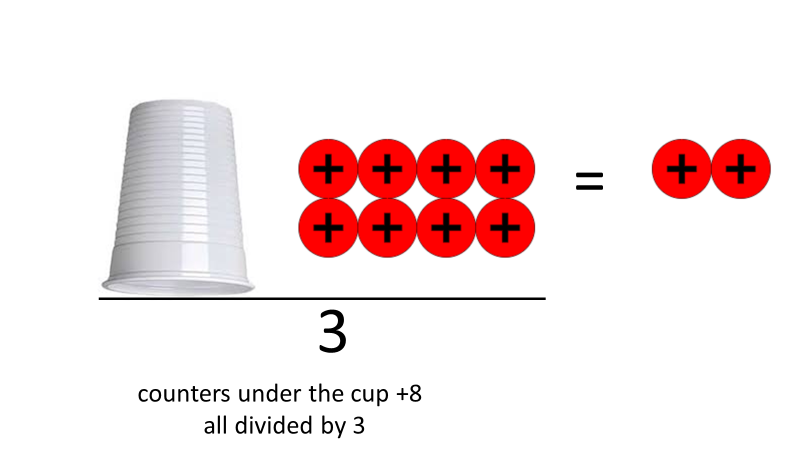 + + + + = + +
+ + + +
3
counters under the cup +8
all divided by 3